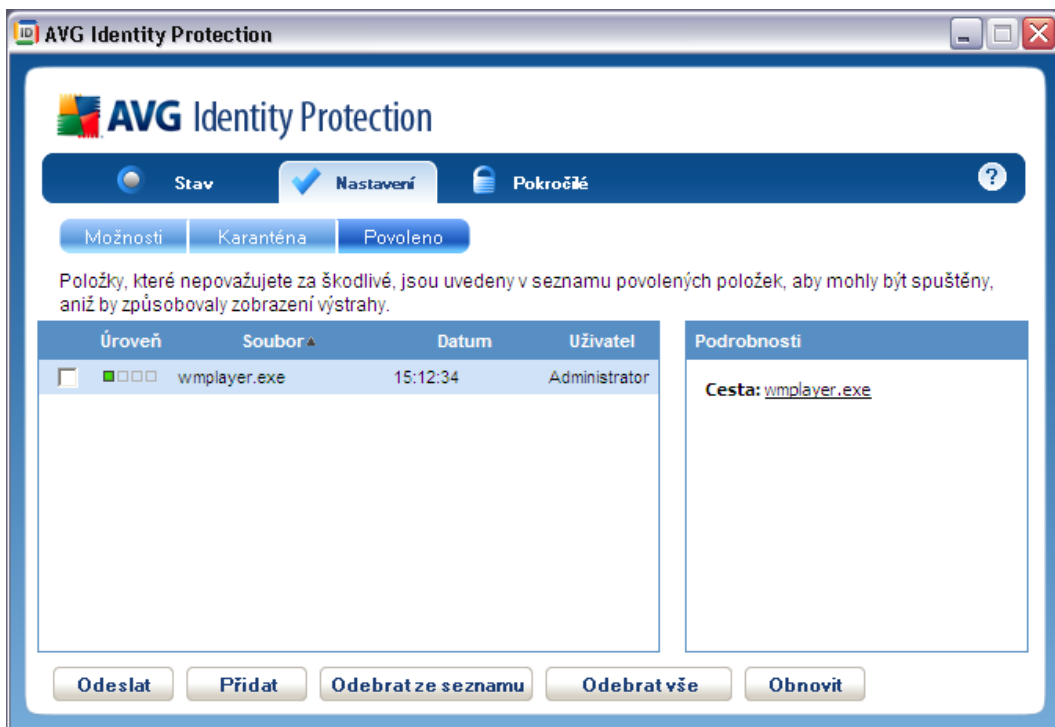 AVG Identity Protection
AVG Identity Protection
Stav Nastavení Pokročilé ?
Možnosti Karanténa Povoleno
Položky, které nepovažujete za škodlivé, jsou uvedeny v seznamu povolených položek, aby mohly být spuštěny,
aniž by způsobovaly zobrazení výstrahy.
Úroveň Soubor Datum Uživatel Podrobnosti
wmplayer.exe 15:12:34 Administrator
Cesta: wmplayer.exe
Odeslat Přidat Odebrat ze seznamu Odebrat vše Obnovit